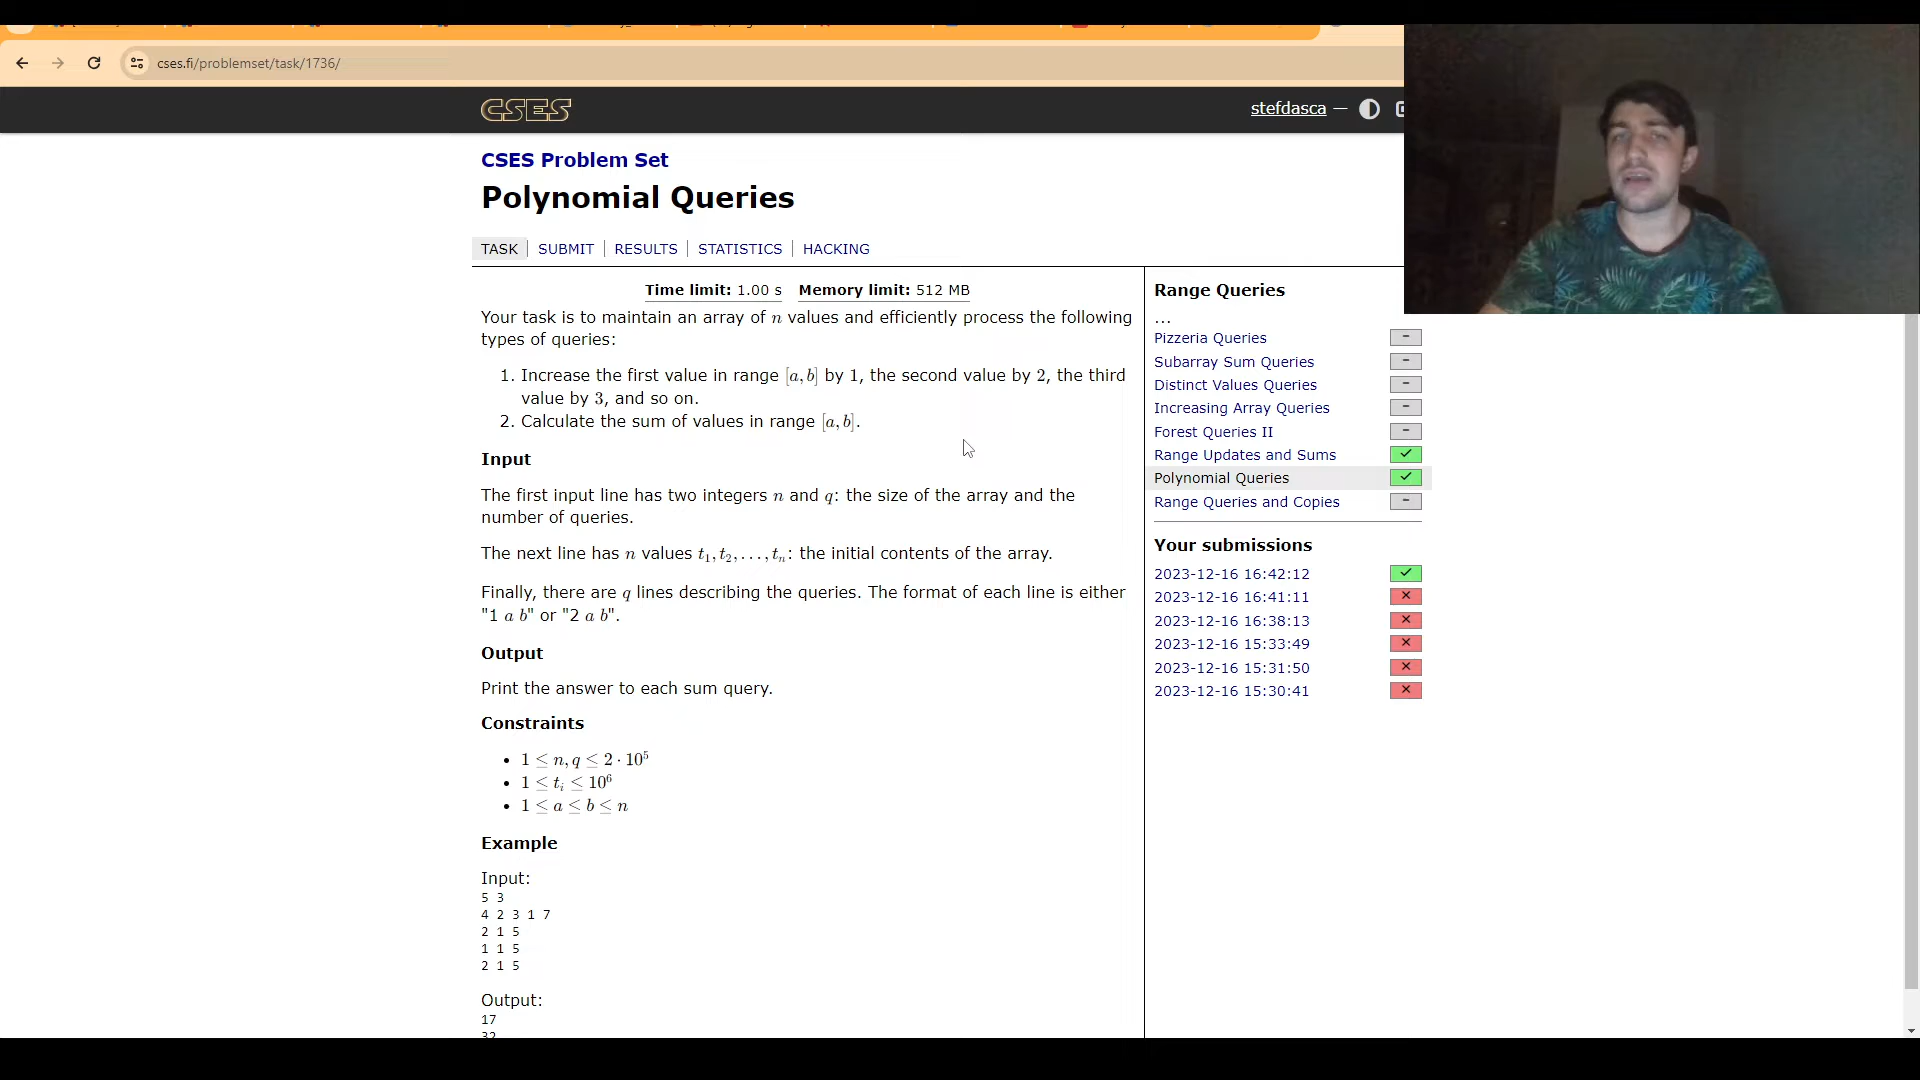 cses.fi/problemset/task/1736/
CSES
stefdasca —
CSES Problem Set
Polynomial Queries
TASK SUBMIT RESULTS STATISTICS HACKING
Time limit: 1.00 s Memory limit: 512 MB
Your task is to maintain an array of n values and efficiently process the following
types of queries:
1. Increase the first value in range [a, b] by 1, the second value by 2, the third
value by 3, and so on.
2. Calculate the sum of values in range [a, b].
Input
The first input line has two integers n and q: the size of the array and the
number of queries.
The next line has n values t₁, t₂, . . . , tₙ: the initial contents of the array.
Finally, there are q lines describing the queries. The format of each line is either
"1 a b" or "2 a b".
Output
Print the answer to each sum query.
Constraints
• 1 ≤ n, q ≤ 2 · 10⁵
• 1 ≤ tᵢ ≤ 10⁶
• 1 ≤ a ≤ b ≤ n
Example
Input:
5 3
4 2 3 1 7
2 1 5
1 1 5
2 1 5
Output:
17
32
Range Queries
...
Pizzeria Queries
Subarray Sum Queries
Distinct Values Queries
Increasing Array Queries
Forest Queries II
Range Updates and Sums
Polynomial Queries
Range Queries and Copies
Your submissions
2023-12-16 16:42:12
2023-12-16 16:41:11
2023-12-16 16:38:13
2023-12-16 15:33:49
2023-12-16 15:31:50
2023-12-16 15:30:41